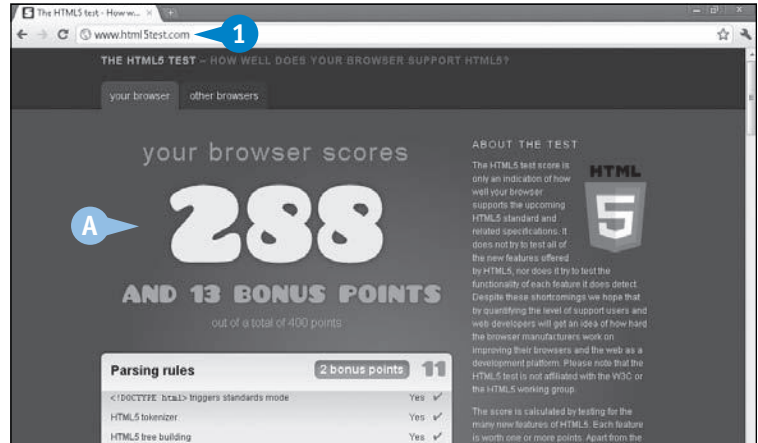 The HTML5 test - How w...
www.html5test.com
1
THE HTML5 TEST – HOW WELL DOES YOUR BROWSER SUPPORT HTML5?
your browser
other browsers
your browser scores
288
A
AND 13 BONUS POINTS
out of a total of 400 points
Parsing rules
2 bonus points
11
<!DOCTYPE html> triggers standards mode
Yes ✔
HTML5 tokenizer
Yes ✔
HTML5 tree building
Yes ✔
ABOUT THE TEST
The HTML5 test score is
only an indication of how
well your browser
supports the upcoming
HTML5 standard and
related specifications. It
does not try to test all of
the new features offered
by HTML5, nor does it try to test the
functionality of each feature it does detect.
Despite these shortcomings we hope that
by quantifying the level of support users and
web developers will get an idea of how hard
the browser manufacturers work on
improving their browsers and the web as a
development platform. Please note that the
HTML5 test is not affiliated with the W3C or
the HTML5 working group.
HTML
5
The score is calculated by testing for the
many new features of HTML5. Each feature
is worth one or more points. Apart from the